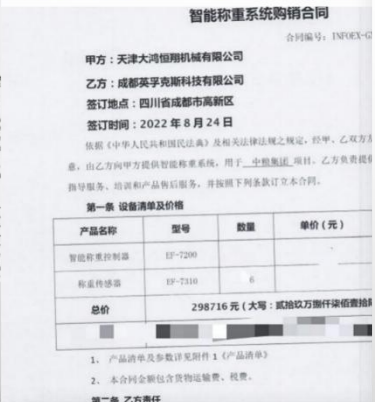 智能称重系统购销合同
合同编号：INFOEX-G
甲方：天津大鸿恒翔机械有限公司
乙方：成都英孚克斯科技有限公司
签订地点：四川省成都市高新区
签订时间：2022年8月24日
依据《中华人民共和国民法典》及相关法律法规之规定，经甲、乙双方
意，由乙方向甲方提供智能称重系统，用于 中粮集团 项目。乙方负责提供
指导服务、培训和产品售后服务，并按照下列条款订立本合同。
第一条 设备清单及价格
产品名称 型号 数量 单价（元）
智能称重控制器 EF-7200
称重传感器 EF-7310 6
总价 298716元（大写：贰拾玖万捌仟柒佰壹拾
1、 产品清单及参数详见附件1《产品清单》
2、 本合同金额包含货物运输费、税费。
第二条 乙方责任